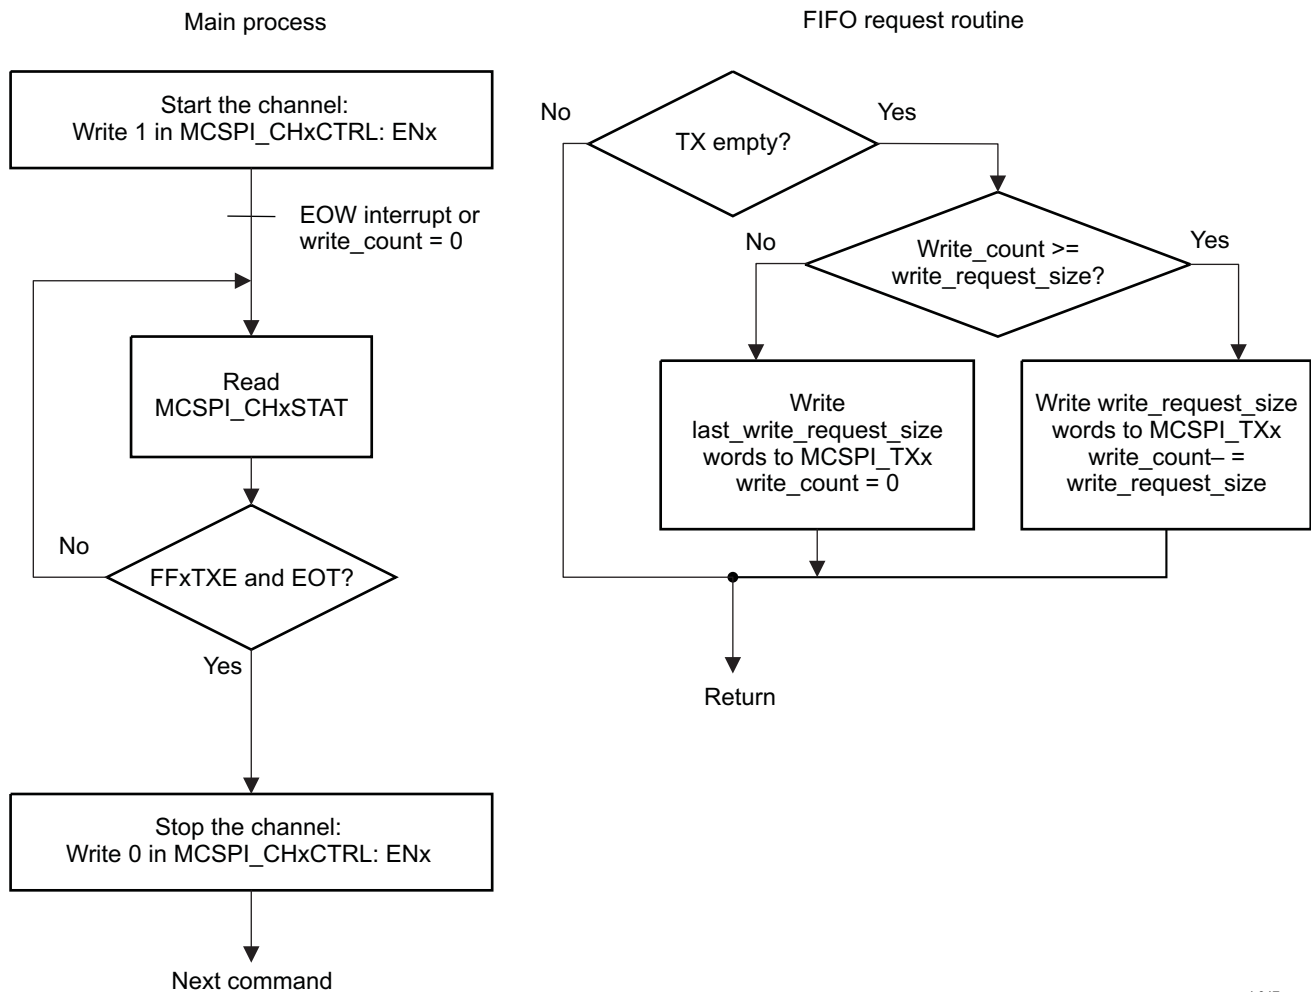 Main process
Start the channel:
Write 1 in MCSPI_CHxCTRL: ENx
EOW interrupt or
write_count = 0
Read
MCSPI_CHxSTAT
No
FFxTXE and EOT?
Yes
Stop the channel:
Write 0 in MCSPI_CHxCTRL: ENx
Next command
FIFO request routine
No
Yes
TX empty?
No
Yes
Write_count >=
write_request_size?
Write
last_write_request_size
words to MCSPI_TXx
write_count = 0
Write write_request_size
words to MCSPI_TXx
write_count– =
write_request_size
Return